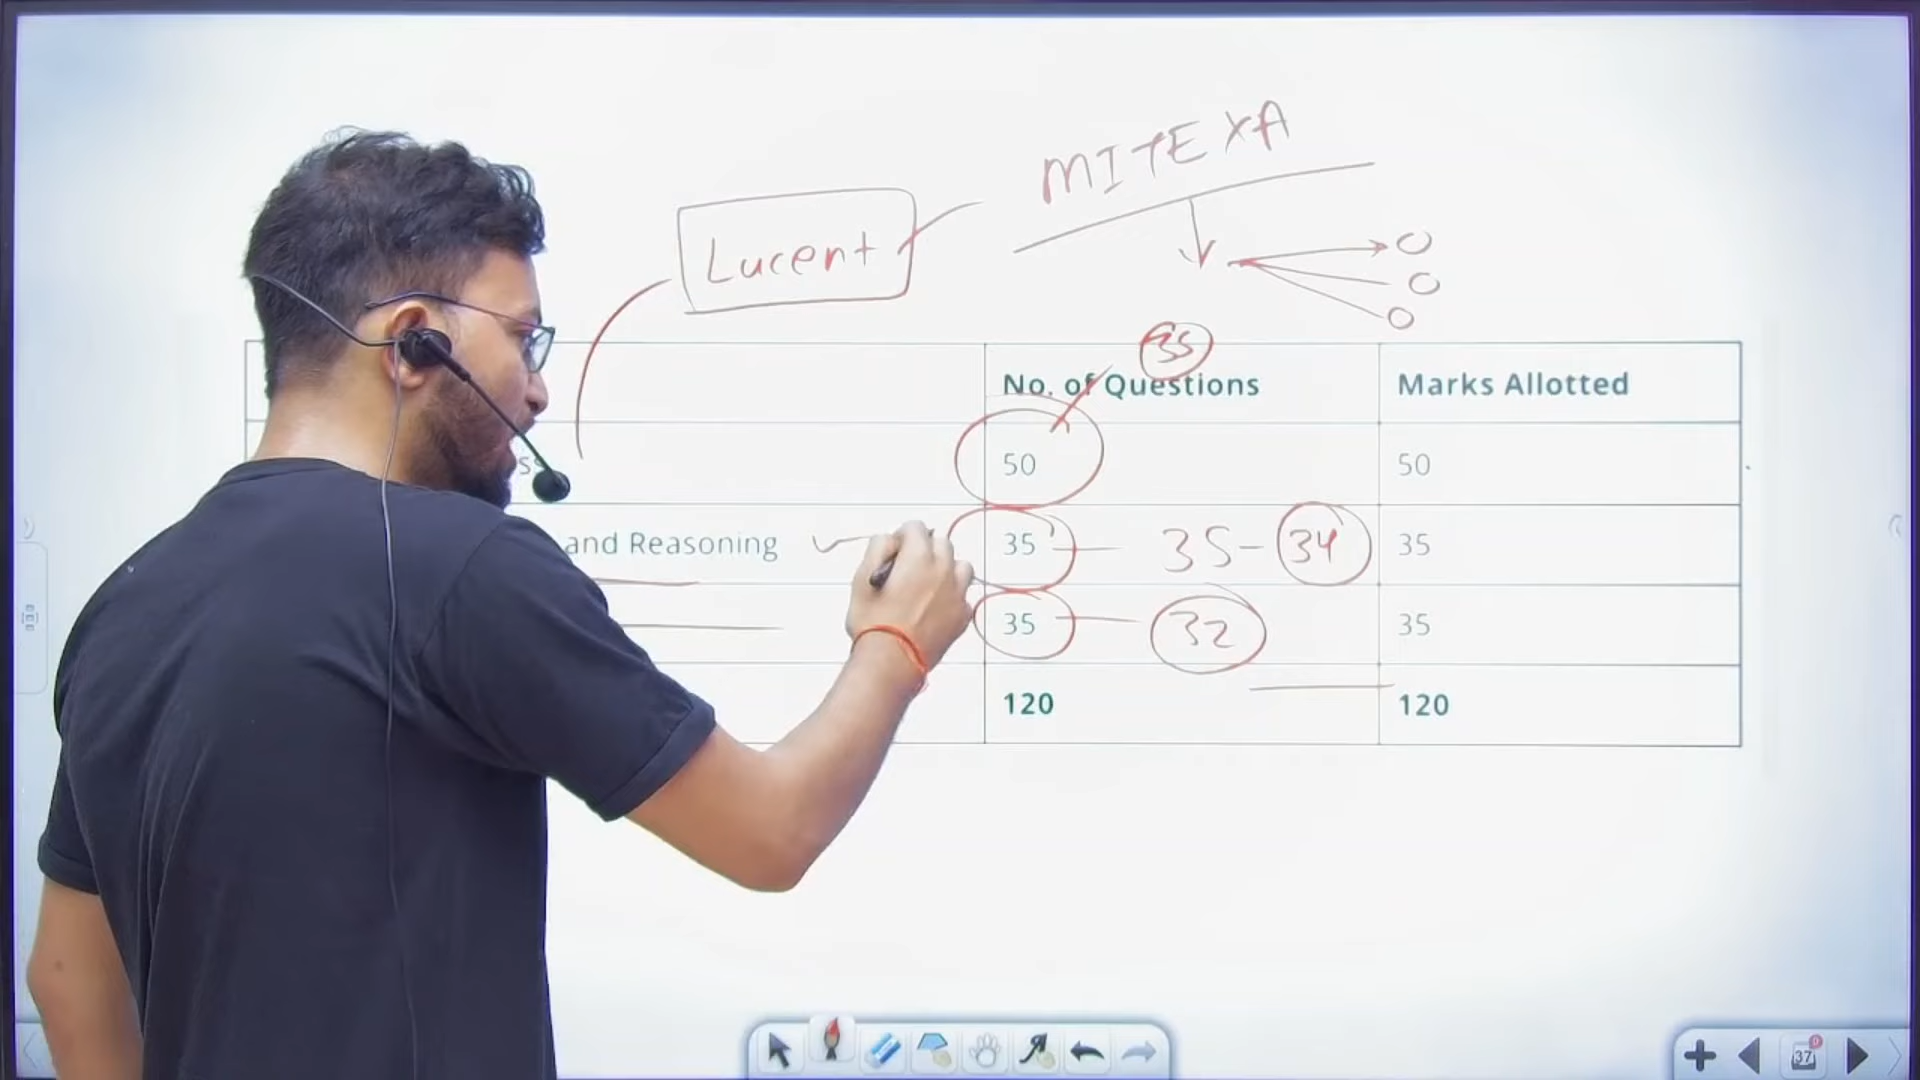 MITEXA
Lucent
35
No. of Questions Marks Allotted
50 50
and Reasoning 35 35-34 35
35 32 35
120 120
37